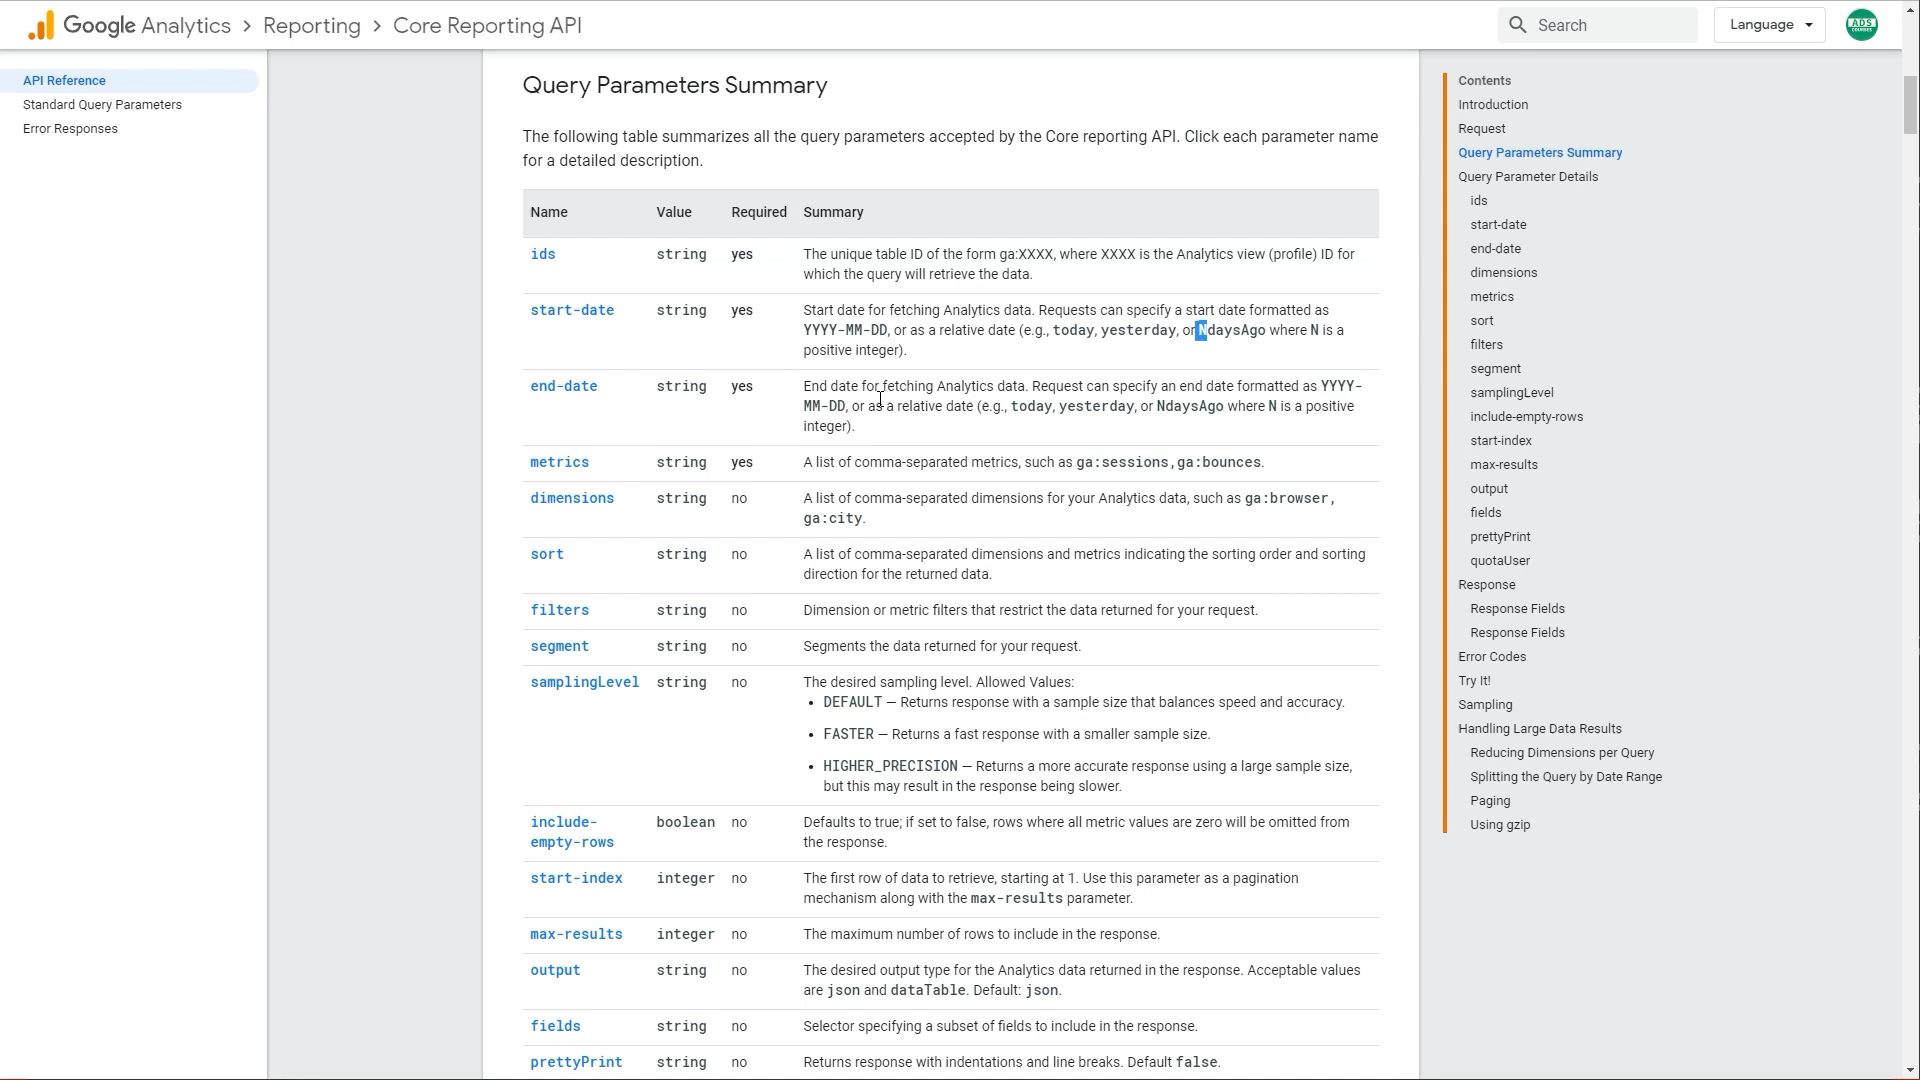 Google Analytics > Reporting > Core Reporting API
Search
Language
ADS
COURSES
API Reference
Standard Query Parameters
Error Responses
Query Parameters Summary
The following table summarizes all the query parameters accepted by the Core reporting API. Click each parameter name
for a detailed description.
Name Value Required Summary
ids string yes The unique table ID of the form ga:XXXX, where XXXX is the Analytics view (profile) ID for
which the query will retrieve the data.
start-date string yes Start date for fetching Analytics data. Requests can specify a start date formatted as
YYYY-MM-DD, or as a relative date (e.g., today, yesterday, or NdaysAgo where N is a
positive integer).
end-date string yes End date for fetching Analytics data. Request can specify an end date formatted as YYYY-
MM-DD, or as a relative date (e.g., today, yesterday, or NdaysAgo where N is a positive
integer).
metrics string yes A list of comma-separated metrics, such as ga:sessions,ga:bounces.
dimensions string no A list of comma-separated dimensions for your Analytics data, such as ga:browser,
ga:city.
sort string no A list of comma-separated dimensions and metrics indicating the sorting order and sorting
direction for the returned data.
filters string no Dimension or metric filters that restrict the data returned for your request.
segment string no Segments the data returned for your request.
samplingLevel string no The desired sampling level. Allowed Values:
• DEFAULT — Returns response with a sample size that balances speed and accuracy.
• FASTER — Returns a fast response with a smaller sample size.
• HIGHER_PRECISION — Returns a more accurate response using a large sample size,
but this may result in the response being slower.
include- boolean no Defaults to true; if set to false, rows where all metric values are zero will be omitted from
empty-rows the response.
start-index integer no The first row of data to retrieve, starting at 1. Use this parameter as a pagination
mechanism along with the max-results parameter.
max-results integer no The maximum number of rows to include in the response.
output string no The desired output type for the Analytics data returned in the response. Acceptable values
are json and dataTable. Default: json.
fields string no Selector specifying a subset of fields to include in the response.
prettyPrint string no Returns response with indentations and line breaks. Default false.
Contents
Introduction
Request
Query Parameters Summary
Query Parameter Details
ids
start-date
end-date
dimensions
metrics
sort
filters
segment
samplingLevel
include-empty-rows
start-index
max-results
output
fields
prettyPrint
quotaUser
Response
Response Fields
Response Fields
Error Codes
Try It!
Sampling
Handling Large Data Results
Reducing Dimensions per Query
Splitting the Query by Date Range
Paging
Using gzip